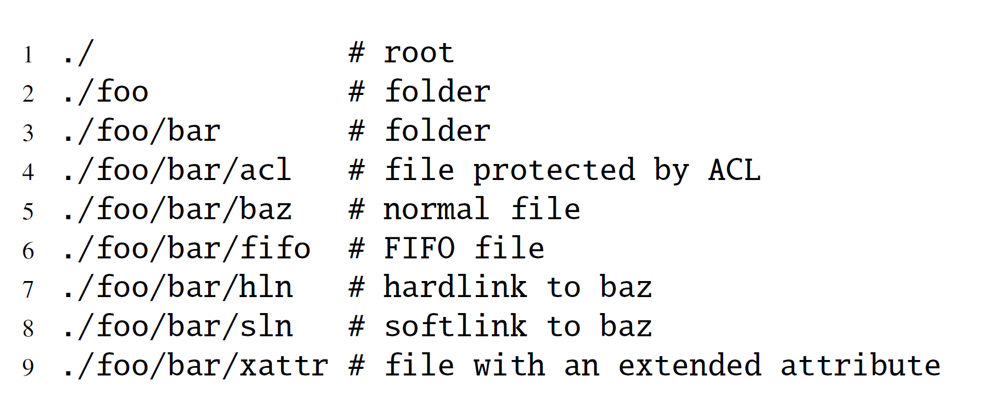 1 ./ # root
2 ./foo # folder
3 ./foo/bar # folder
4 ./foo/bar/acl # file protected by ACL
5 ./foo/bar/baz # normal file
6 ./foo/bar/fifo # FIFO file
7 ./foo/bar/hln # hardlink to baz
8 ./foo/bar/sln # softlink to baz
9 ./foo/bar/xattr # file with an extended attribute